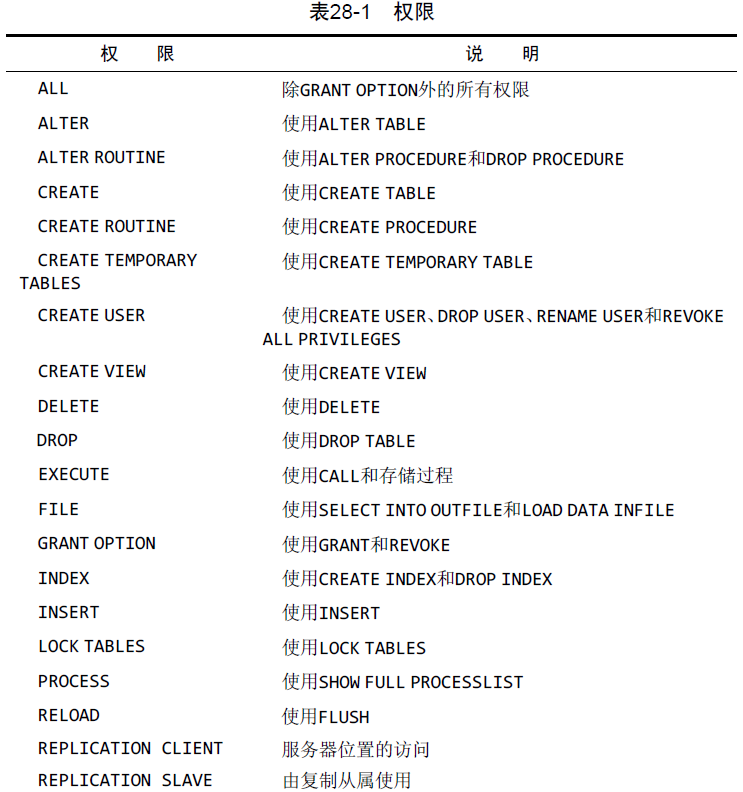 表28-1 权限
权 限 说 明
ALL 除GRANT OPTION外的所有权限
ALTER 使用ALTER TABLE
ALTER ROUTINE 使用ALTER PROCEDURE和DROP PROCEDURE
CREATE 使用CREATE TABLE
CREATE ROUTINE 使用CREATE PROCEDURE
CREATE TEMPORARY 使用CREATE TEMPORARY TABLE
TABLES
CREATE USER 使用CREATE USER、DROP USER、RENAME USER和REVOKE
ALL PRIVILEGES
CREATE VIEW 使用CREATE VIEW
DELETE 使用DELETE
DROP 使用DROP TABLE
EXECUTE 使用CALL和存储过程
FILE 使用SELECT INTO OUTFILE和LOAD DATA INFILE
GRANT OPTION 使用GRANT和REVOKE
INDEX 使用CREATE INDEX和DROP INDEX
INSERT 使用INSERT
LOCK TABLES 使用LOCK TABLES
PROCESS 使用SHOW FULL PROCESSLIST
RELOAD 使用FLUSH
REPLICATION CLIENT 服务器位置的访问
REPLICATION SLAVE 由复制从属使用